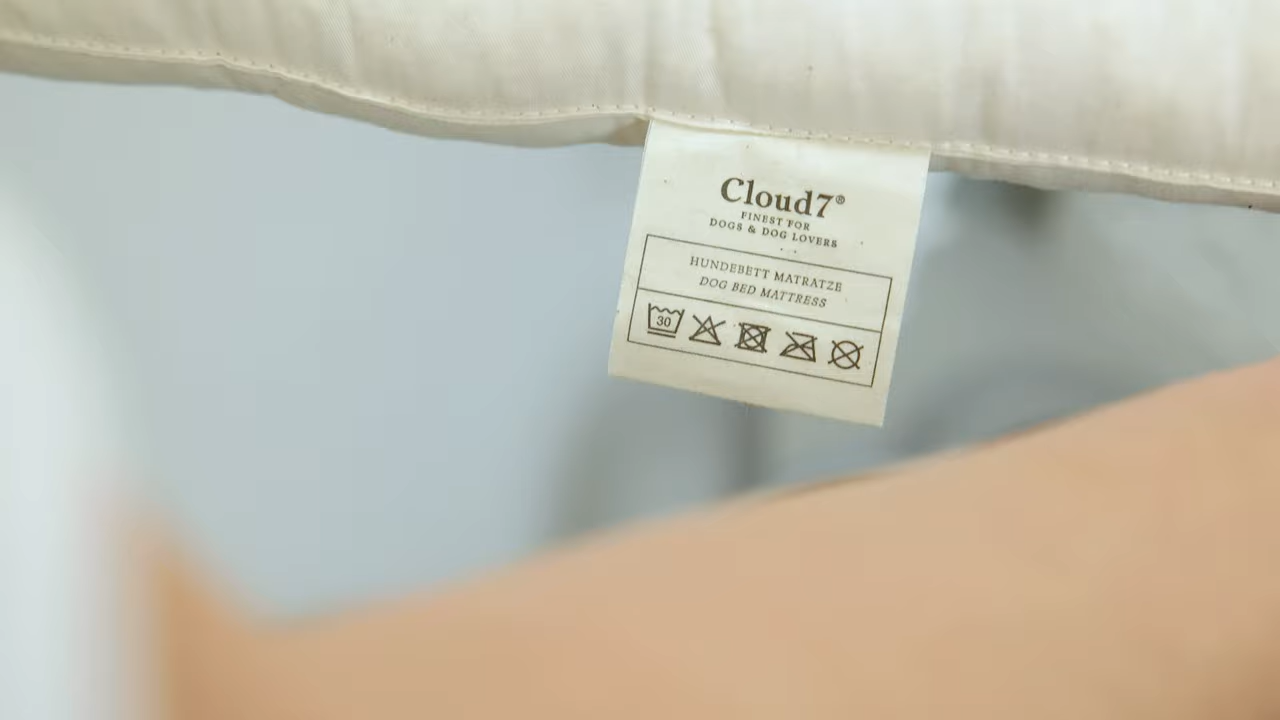 Cloud7®
FINEST FOR
DOGS & DOG LOVERS
HUNDEBETT MATRATZE
DOG BED MATTRESS
30